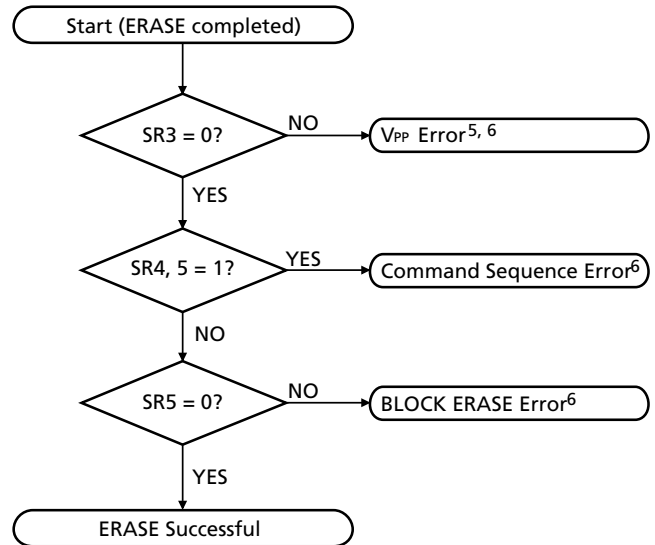 Start (ERASE completed)
SR3 = 0?
NO
VPP Error5, 6
YES
SR4, 5 = 1?
YES
Command Sequence Error6
NO
SR5 = 0?
NO
BLOCK ERASE Error6
YES
ERASE Successful